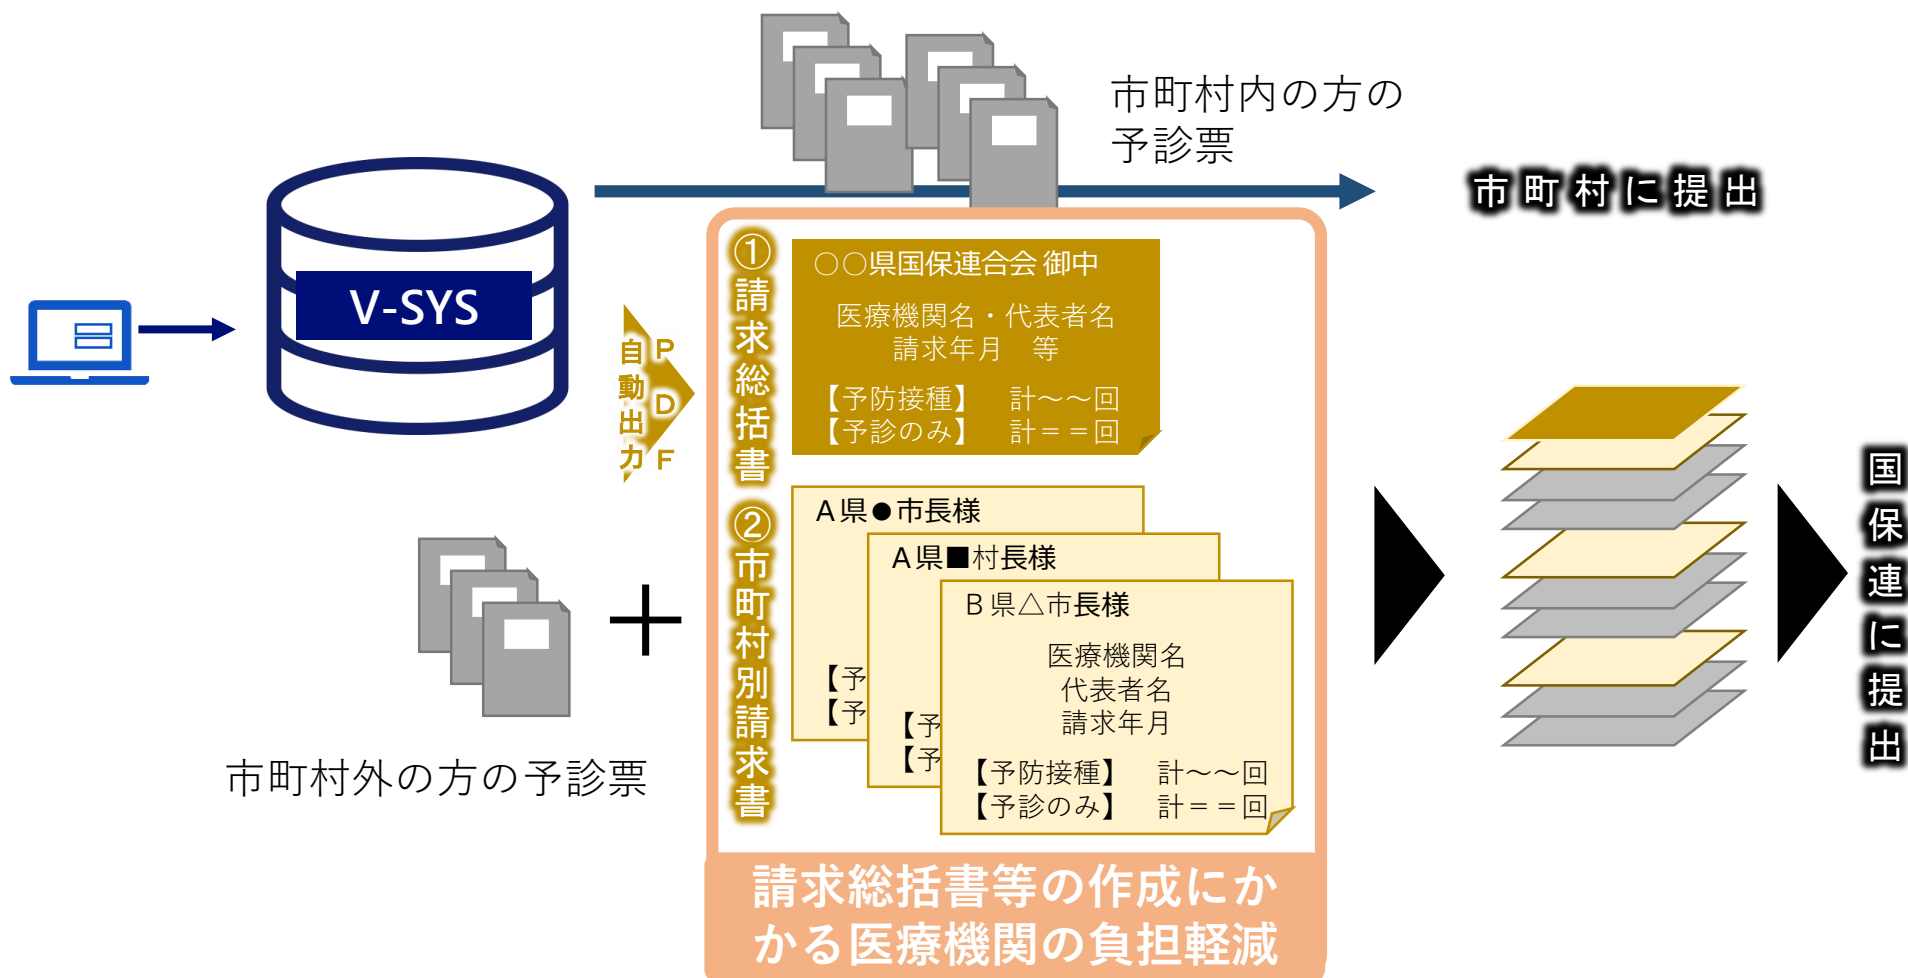 市町村内の方の
予診票
市町村に提出
V-SYS
PDF
自動出力
①請求総括書
○○県国保連合会 御中
医療機関名・代表者名
請求年月　等
【予防接種】　計～～回
【予診のみ】　計＝＝回
②市町村別請求書
A県●市長様
【予
【予
A県■村長様
【予
【予
B県△市長様
医療機関名
代表者名
請求年月
【予防接種】　計～～回
【予診のみ】　計＝＝回
市町村外の方の予診票
国保連に提出
請求総括書等の作成にか
かる医療機関の負担軽減